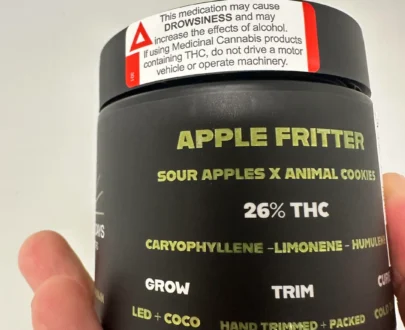 This medication may cause
DROWSINESS and may
increase the effects of alcohol.
If using Medicinal Cannabis products
containing THC, do not drive a motor
vehicle or operate machinery.
APPLE FRITTER
SOUR APPLES X ANIMAL COOKIES
26% THC
CARYOPHYLLENE -LIMONENE - HUMULEN
GROW
TRIM
LED + COCO
HAND TRIMMED + PACKED
COLD